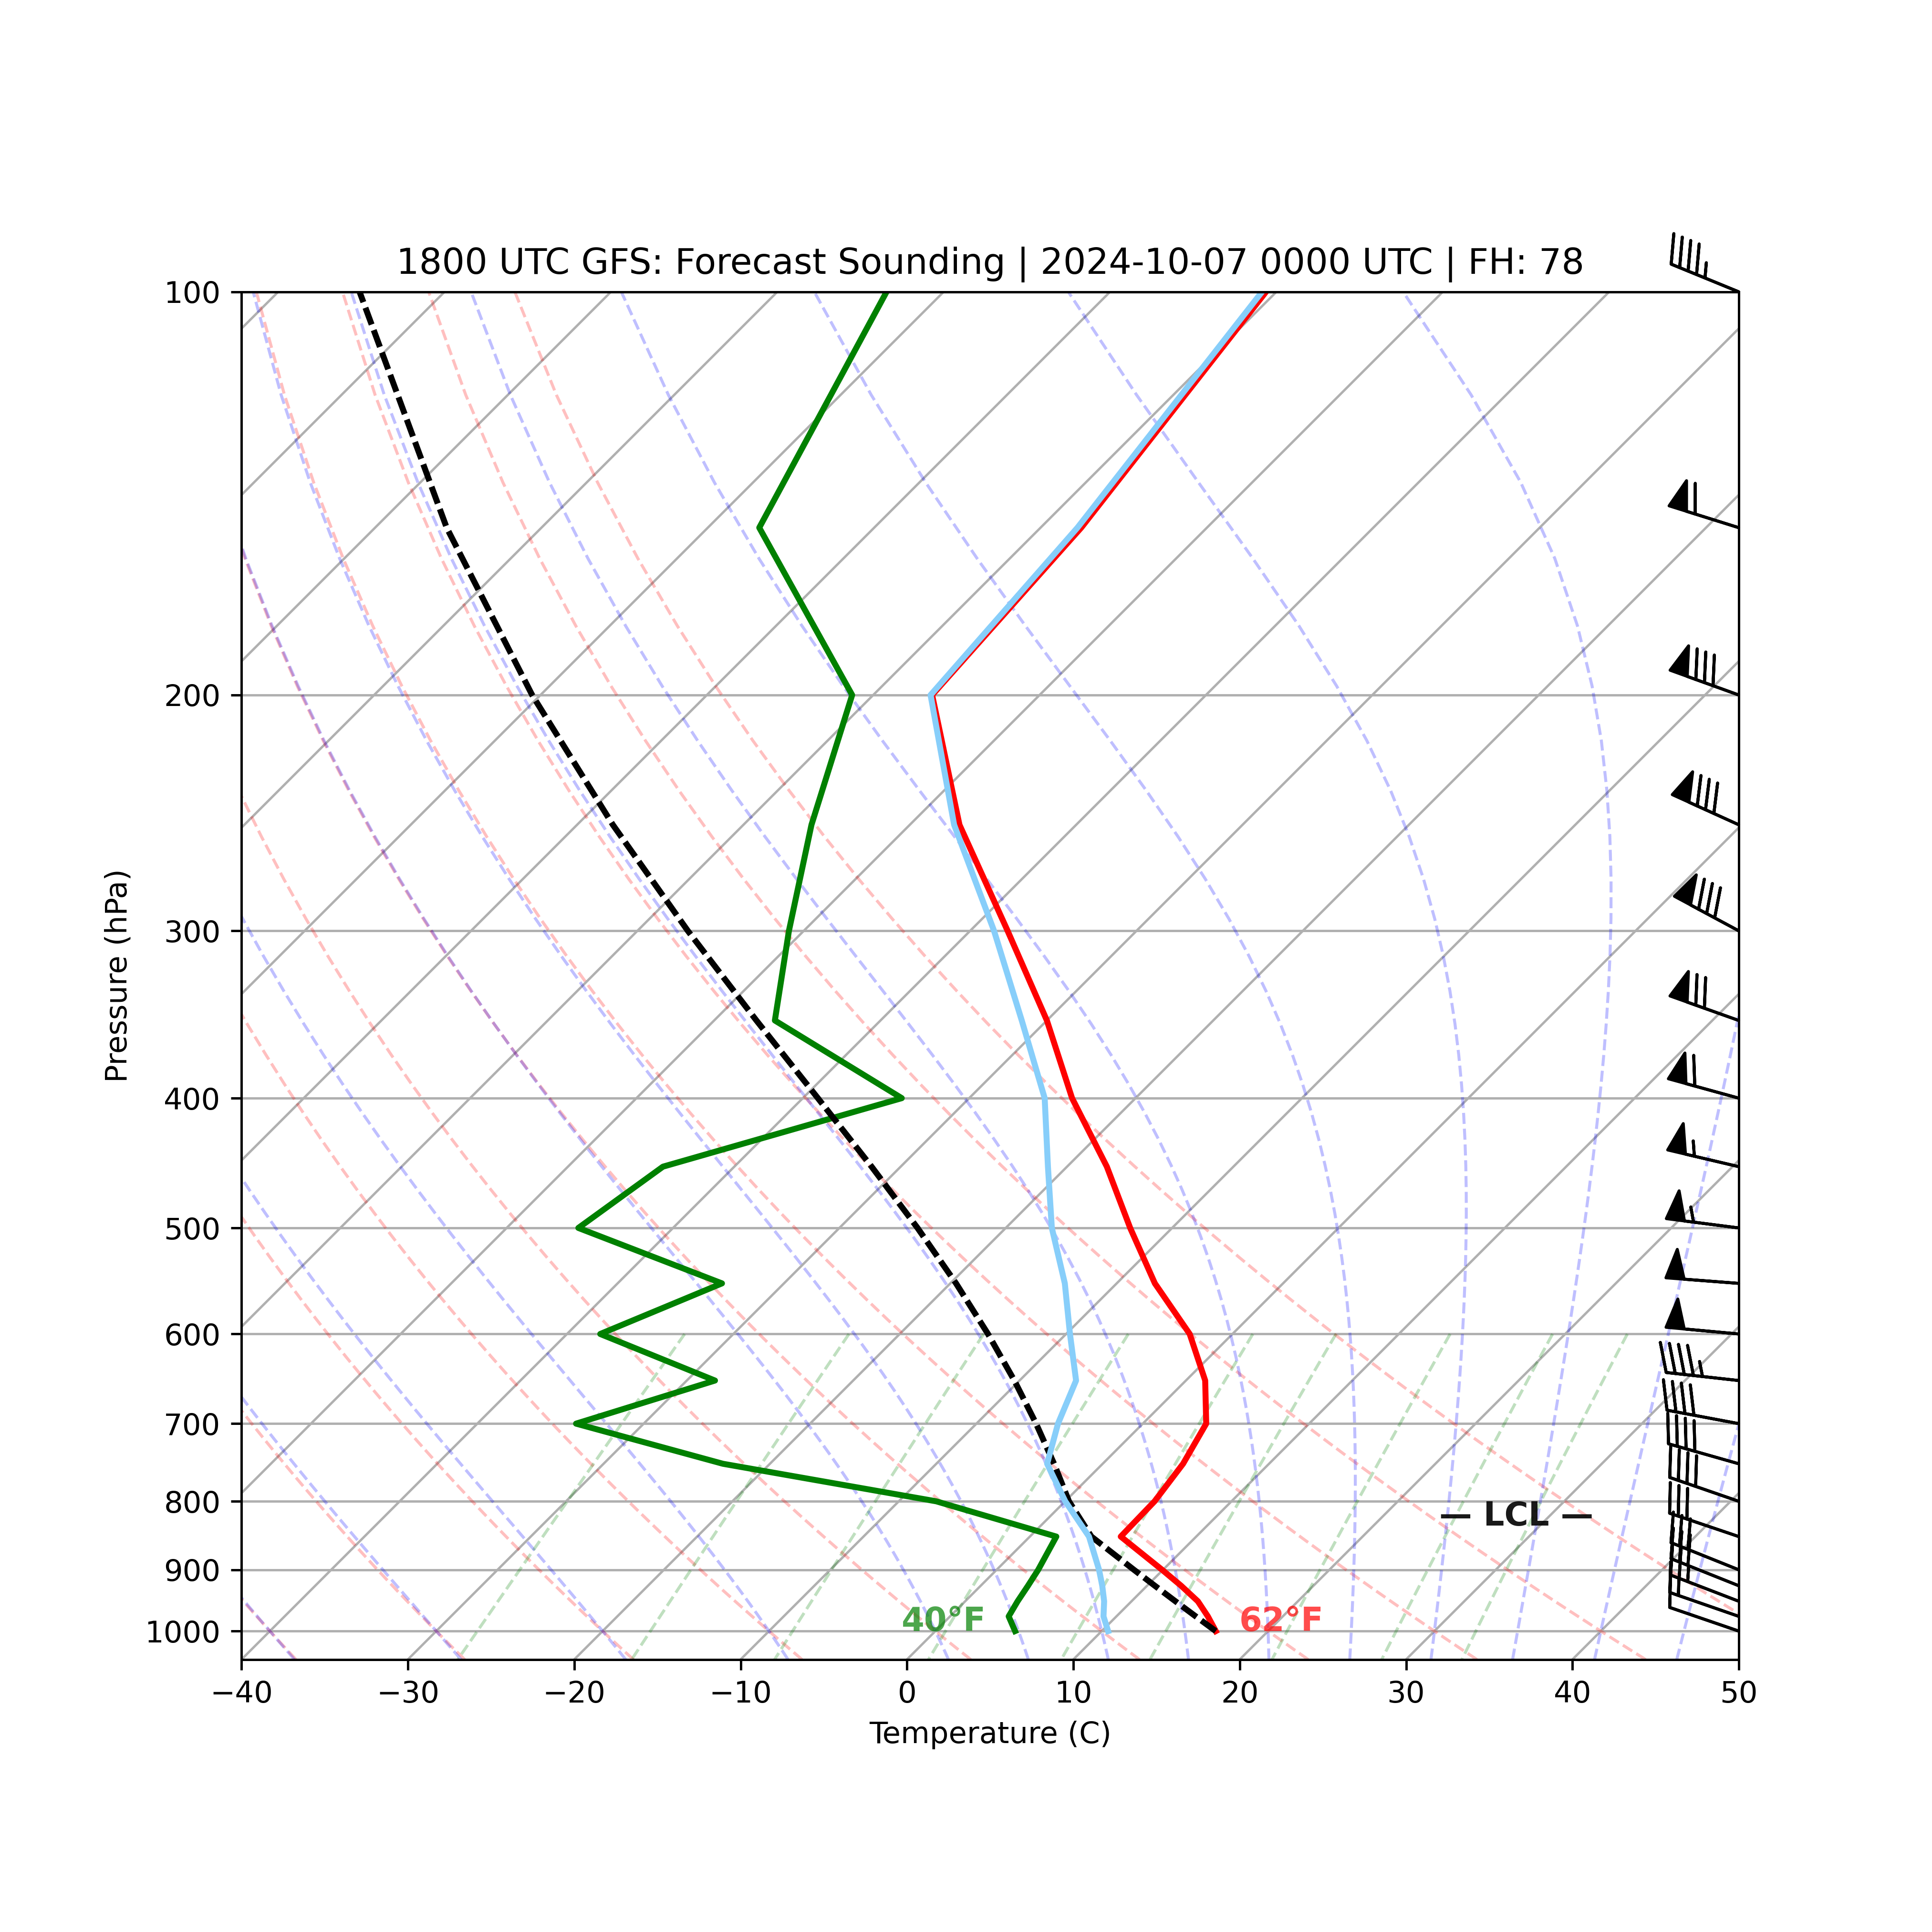 1800 UTC GFS: Forecast Sounding | 2024-10-07 0000 UTC | FH: 78
100
200
300
400
500
600
700
800
900
1000
Pressure (hPa)
— LCL —
40°F
62°F
−40 −30 −20 −10 0 10 20 30 40 50
Temperature (C)